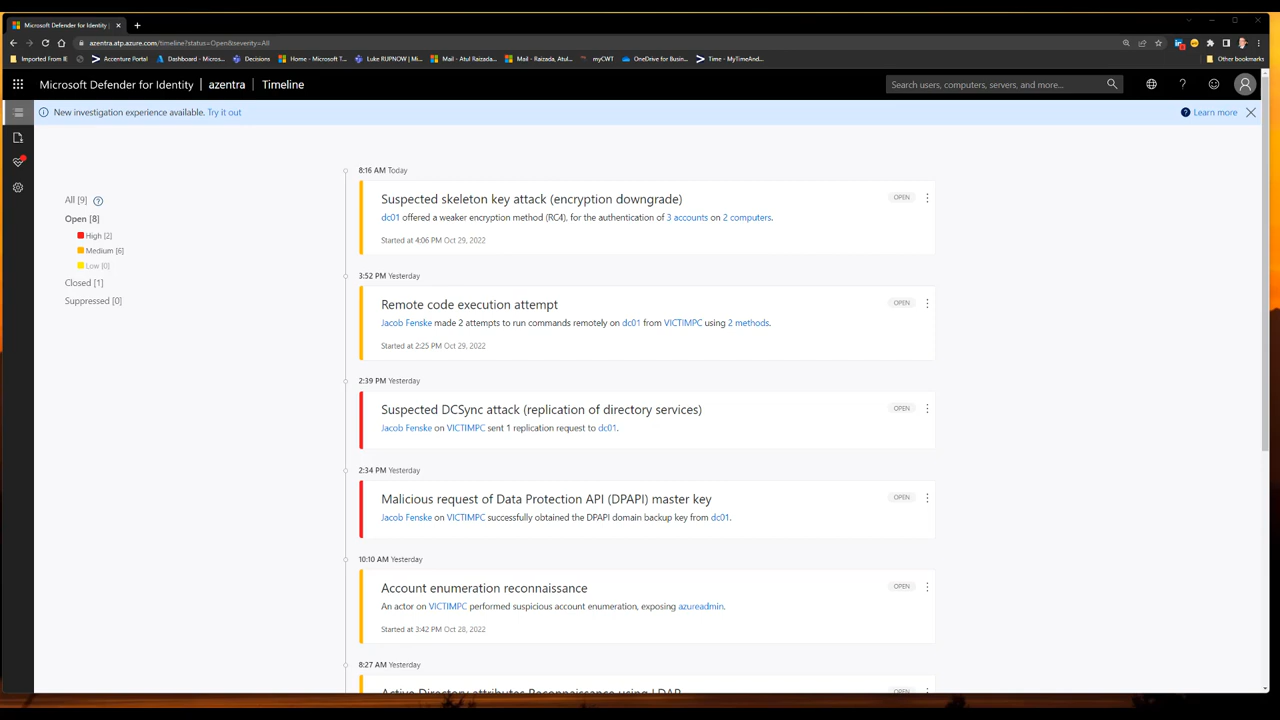 Microsoft Defender for Identity |
azentra.atp.azure.com/timeline?status=Open&severity=All
Imported From IE
Accenture Portal
Dashboard - Micros...
Decisions
Home - Microsoft T...
Luke RUPNOW | Mi...
Mail - Atul Raizada...
Mail - Raizada, Atul...
myCWT
OneDrive for Busin...
Time - MyTimeAnd...
Other bookmarks
Microsoft Defender for Identity | azentra | Timeline
Search users, computers, servers, and more...
New investigation experience available. Try it out
Learn more
All [9]
Open [8]
High [2]
Medium [6]
Low [0]
Closed [1]
Suppressed [0]
8:16 AM Today
Suspected skeleton key attack (encryption downgrade)
OPEN
dc01 offered a weaker encryption method (RC4), for the authentication of 3 accounts on 2 computers.
Started at 4:06 PM Oct 29, 2022
3:52 PM Yesterday
Remote code execution attempt
OPEN
Jacob Fenske made 2 attempts to run commands remotely on dc01 from VICTIMPC using 2 methods.
Started at 2:25 PM Oct 29, 2022
2:39 PM Yesterday
Suspected DCSync attack (replication of directory services)
OPEN
Jacob Fenske on VICTIMPC sent 1 replication request to dc01.
2:34 PM Yesterday
Malicious request of Data Protection API (DPAPI) master key
OPEN
Jacob Fenske on VICTIMPC successfully obtained the DPAPI domain backup key from dc01.
10:10 AM Yesterday
Account enumeration reconnaissance
OPEN
An actor on VICTIMPC performed suspicious account enumeration, exposing azureadmin.
Started at 3:42 PM Oct 28, 2022
8:27 AM Yesterday
Active Directory attributes Reconnaissance using LDAP
OPEN